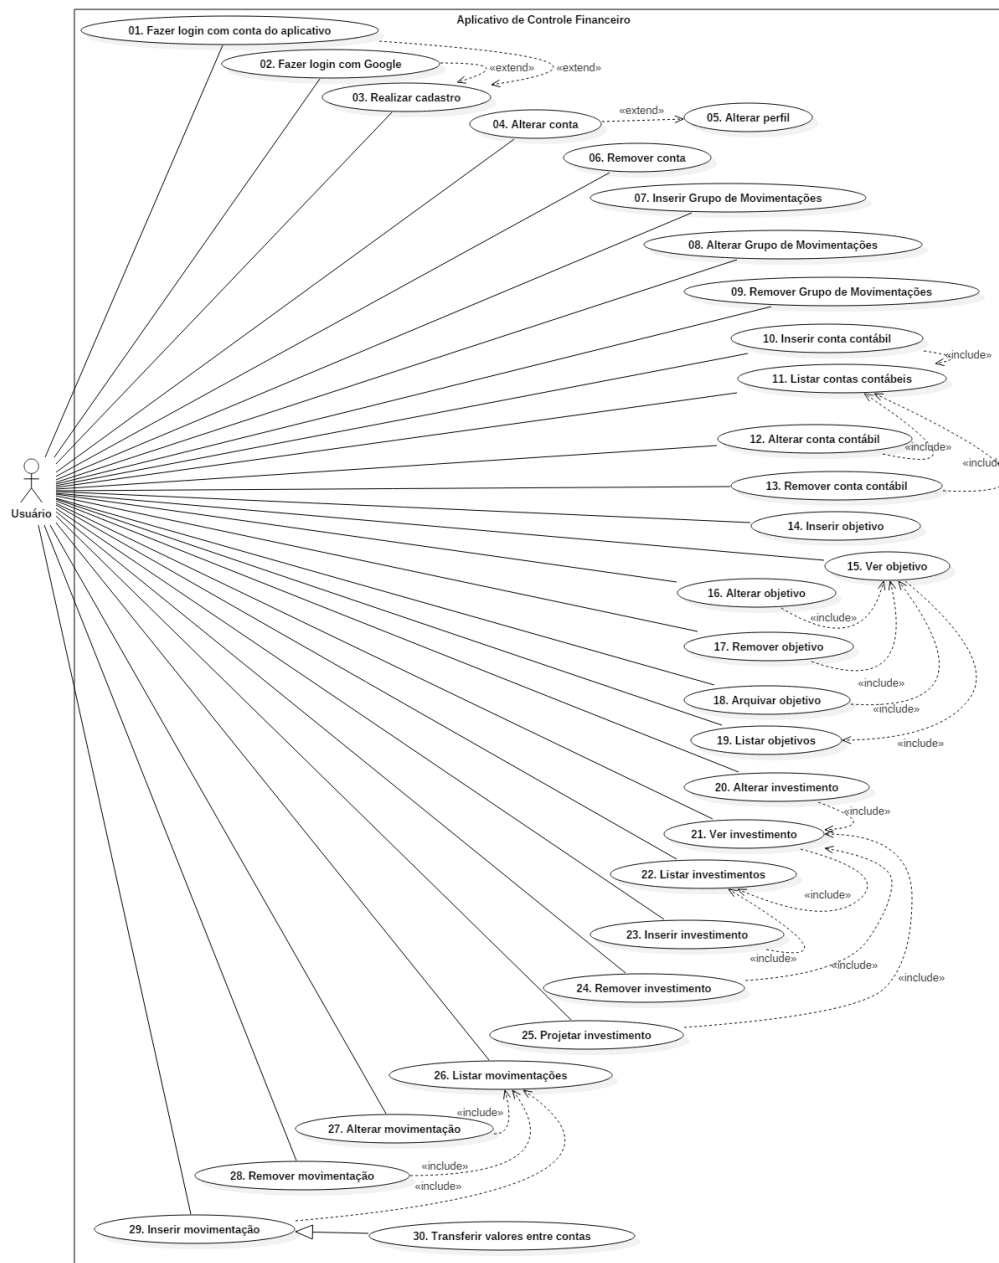 Aplicativo de Controle Financeiro
01. Fazer login com conta do aplicativo
02. Fazer login com Google
«extend»
«extend»
03. Realizar cadastro
«extend»
04. Alterar conta
05. Alterar perfil
06. Remover conta
07. Inserir Grupo de Movimentações
08. Alterar Grupo de Movimentações
09. Remover Grupo de Movimentações
10. Inserir conta contábil
«include»
11. Listar contas contábeis
12. Alterar conta contábil
«include»
«include
13. Remover conta contábil
Usuário
14. Inserir objetivo
15. Ver objetivo
16. Alterar objetivo
«include»
17. Remover objetivo
«include»
18. Arquivar objetivo
«include»
19. Listar objetivos
«include»
20. Alterar investimento
«include»
21. Ver investimento
22. Listar investimentos
«include»
23. Inserir investimento
«include»
«include»
«include»
24. Remover investimento
25. Projetar investimento
26. Listar movimentações
«include»
27. Alterar movimentação
«include»
28. Remover movimentação
«include»
29. Inserir movimentação
30. Transferir valores entre contas